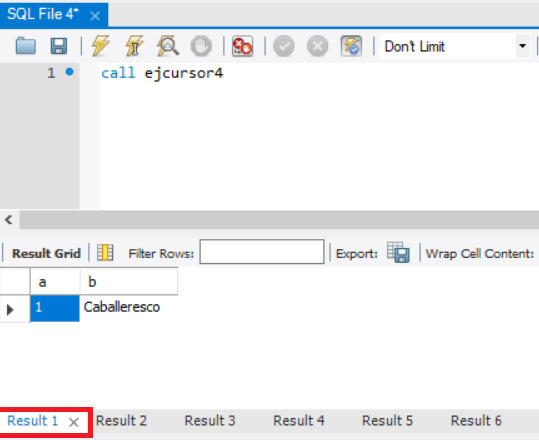 SQL File 4*
Don't Limit
1 call ejcursor4
Result Grid Filter Rows: Export: Wrap Cell Content:
a b
1 Caballeresco
Result 1 Result 2 Result 3 Result 4 Result 5 Result 6